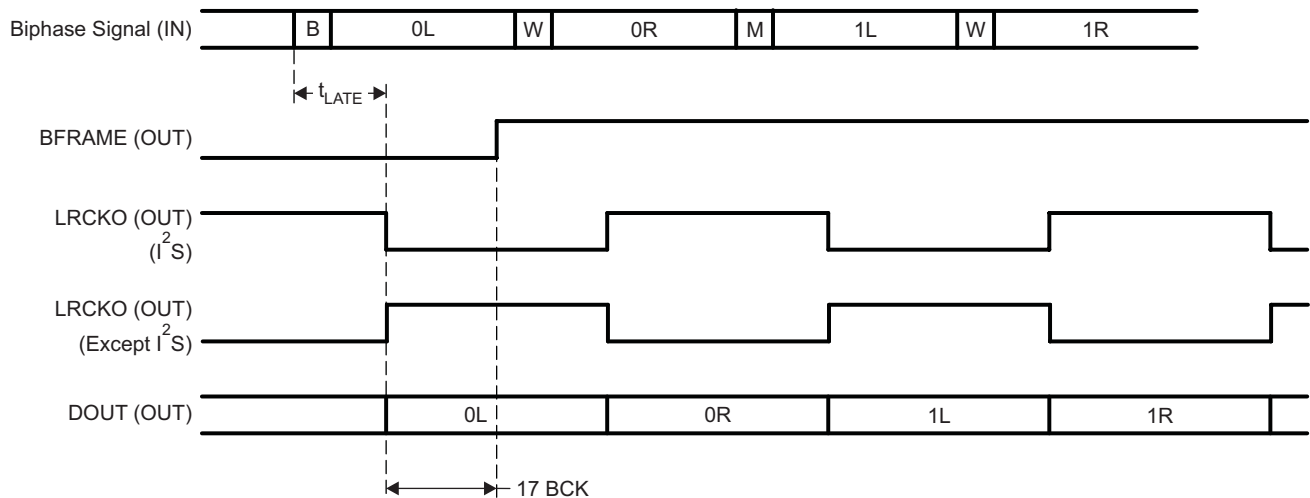 Biphase Signal (IN) B 0L W 0R M 1L W 1R
tLATE
BFRAME (OUT)
LRCKO (OUT)
(I2S)
LRCKO (OUT)
(Except I2S)
DOUT (OUT) 0L 0R 1L 1R
17 BCK